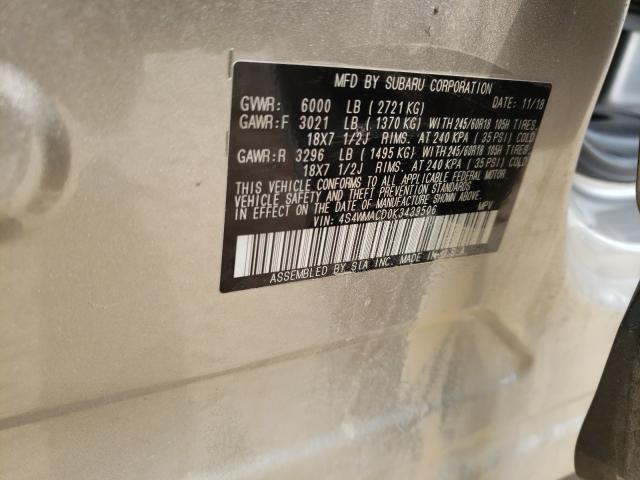 MFD BY SUBARU CORPORATION
GVWR: 6000 LB ( 2721 KG) DATE: 11/18
GAWR: F 3021 LB ( 1370 KG) WITH 245/60R18 105H TIRES,
18X7 1/2J RIMS. AT 240 KPA ( 35 PSI) COLD
GAWR: R 3296 LB ( 1495 KG) WITH 245/60R18 105H TIRES,
18X7 1/2J RIMS. AT 240 KPA ( 35 PSI) COLD
THIS VEHICLE CONFORMS TO ALL APPLICABLE FEDERAL MOTOR
VEHICLE SAFETY AND THEFT PREVENTION STANDARDS
IN EFFECT ON THE DATE OF MANUFACTURE SHOWN ABOVE.
VIN: 4S4WMACD0K3439506 MPV
ASSEMBLED BY SIA INC. MADE IN U.S.A.